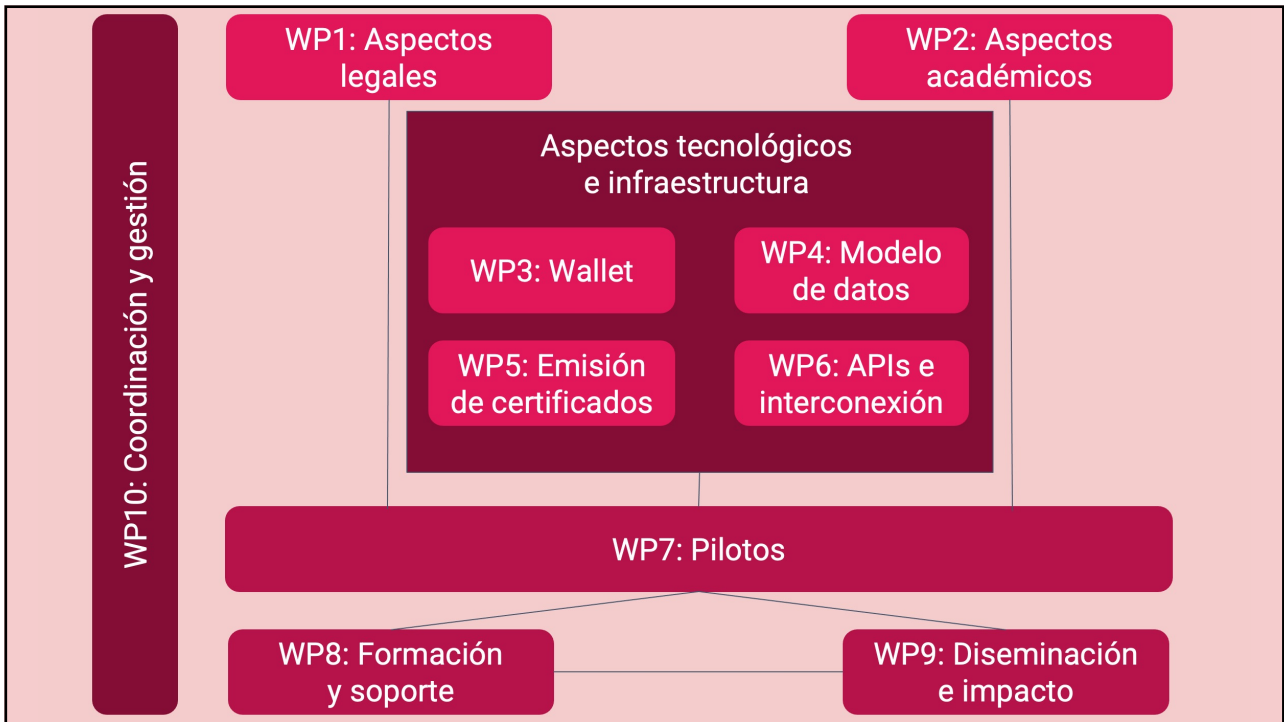 WP10: Coordinación y gestión
WP1: Aspectos
legales
WP2: Aspectos
académicos
Aspectos tecnológicos
e infraestructura
WP3: Wallet
WP4: Modelo
de datos
WP5: Emisión
de certificados
WP6: APIs e
interconexión
WP7: Pilotos
WP8: Formación
y soporte
WP9: Diseminación
e impacto